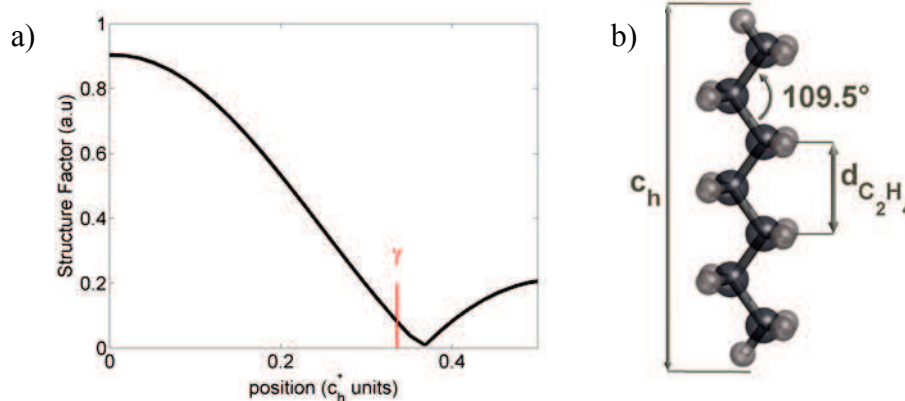 a)
Structure Factor (a.u)
1
0.8
0.6
0.4
0.2
0
0
0.2
0.4
γ
position (c*h units)
b)
ch
109.5°
dC2H4